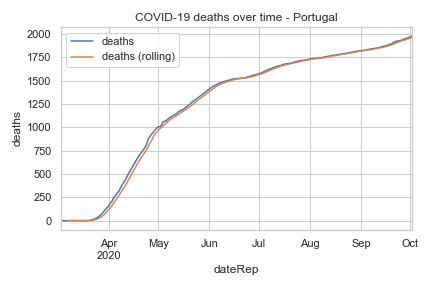 COVID-19 deaths over time - Portugal
deaths
deaths (rolling)
2000
1750
1500
1250
1000
750
500
250
0
deaths
Apr May Jun Jul Aug Sep Oct
2020
dateRep